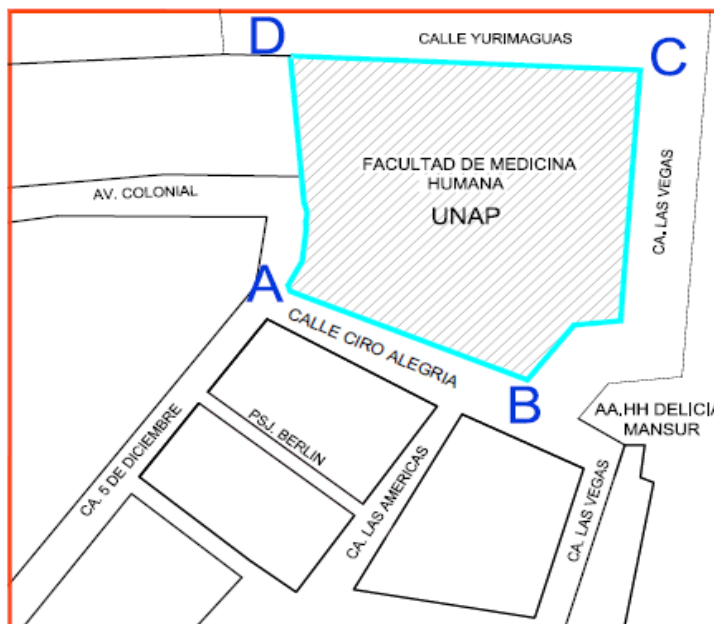 D
CALLE YURIMAGUAS
C
FACULTAD DE MEDICINA
HUMANA
UNAP
AV. COLONIAL
CA. LAS VEGAS
A
CALLE CIRO ALEGRIA
B
AA.HH DELICIA
MANSUR
CA. 5 DE DICIEMBRE
PSJ. BERLIN
CA. LAS AMERICAS
CA. LAS VEGAS